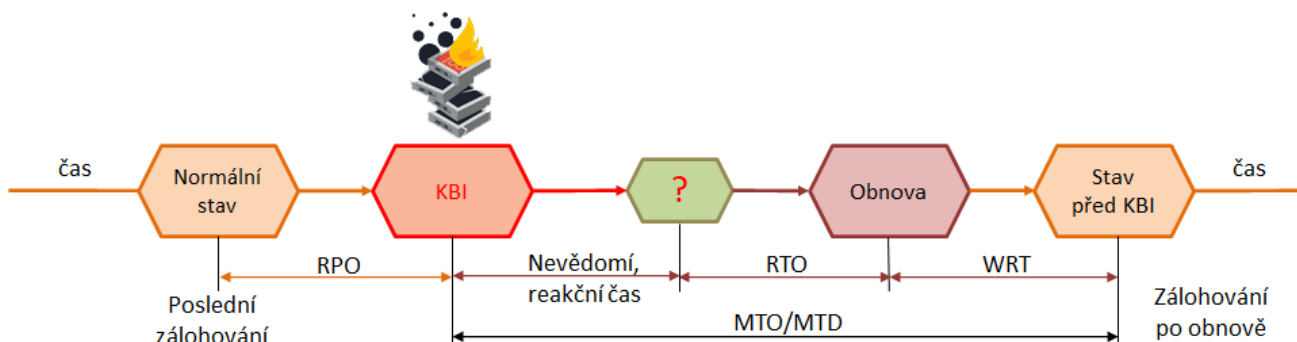 čas
Normální
stav
KBI
?
Obnova
Stav
před KBI
čas
RPO
Nevědomí,
reakční čas
RTO
WRT
Poslední
zálohování
MTO/MTD
Zálohování
po obnově